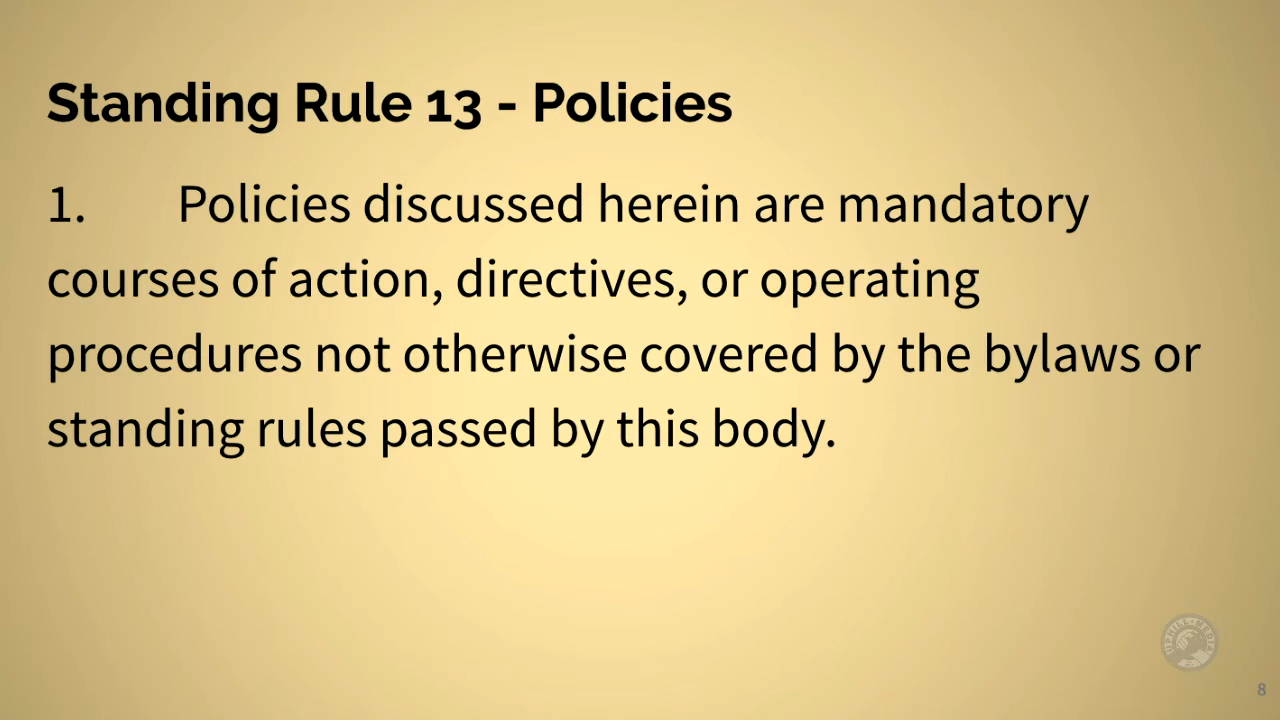 Standing Rule 13 - Policies
1. Policies discussed herein are mandatory
courses of action, directives, or operating
procedures not otherwise covered by the bylaws or
standing rules passed by this body.
8